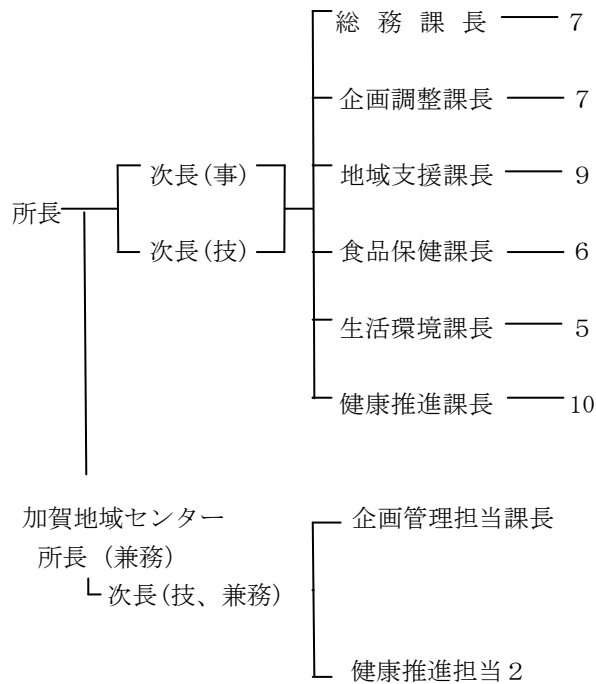 総務課長 7
企画調整課長 7
次長(事)
地域支援課長 9
所長
次長(技)
食品保健課長 6
生活環境課長 5
健康推進課長 10
加賀地域センター
企画管理担当課長
所長(兼務)
次長(技、兼務)
健康推進担当2